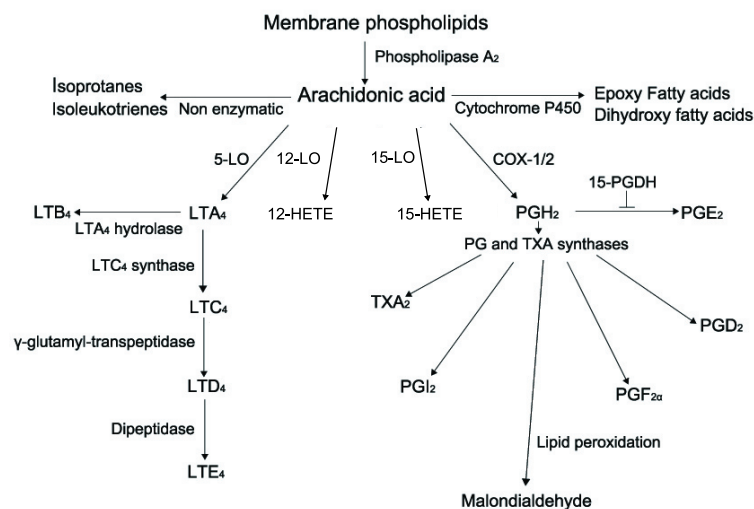 Membrane phospholipids
Phospholipase A₂
Isoprotanes
Isoleukotrienes
Non enzymatic
Arachidonic acid
Cytochrome P450
Epoxy Fatty acids
Dihydroxy fatty acids
5-LO
12-LO
15-LO
COX-1/2
15-PGDH
LTB₄
LTA₄ hydrolase
LTA₄
12-HETE
15-HETE
PGH₂
PGE₂
PG and TXA synthases
LTC₄ synthase
LTC₄
TXA₂
PGD₂
γ-glutamyl-transpeptidase
LTD₄
PGI₂
PGF₂α
Dipeptidase
Lipid peroxidation
LTE₄
Malondialdehyde